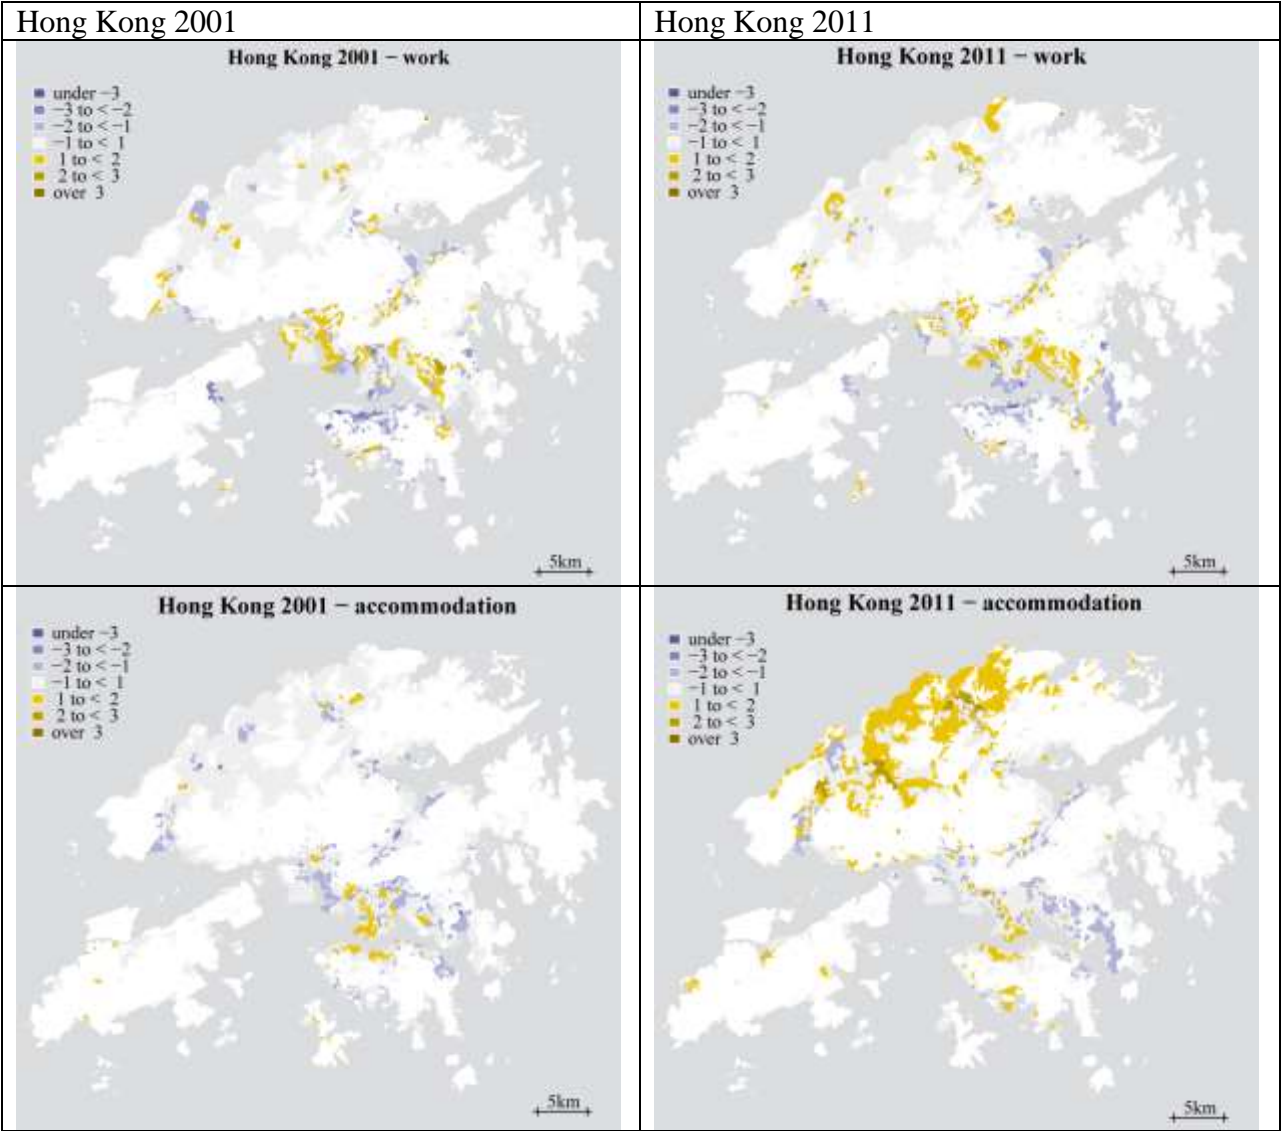 Hong Kong 2001
Hong Kong 2011
Hong Kong 2001 − work
under −3
−3 to < −2
−2 to < −1
−1 to < 1
1 to < 2
2 to < 3
over 3
5km
Hong Kong 2011 − work
under −3
−3 to < −2
−2 to < −1
−1 to < 1
1 to < 2
2 to < 3
over 3
5km
Hong Kong 2001 − accommodation
under −3
−3 to < −2
−2 to < −1
−1 to < 1
1 to < 2
2 to < 3
over 3
5km
Hong Kong 2011 − accommodation
under −3
−3 to < −2
−2 to < −1
−1 to < 1
1 to < 2
2 to < 3
over 3
5km